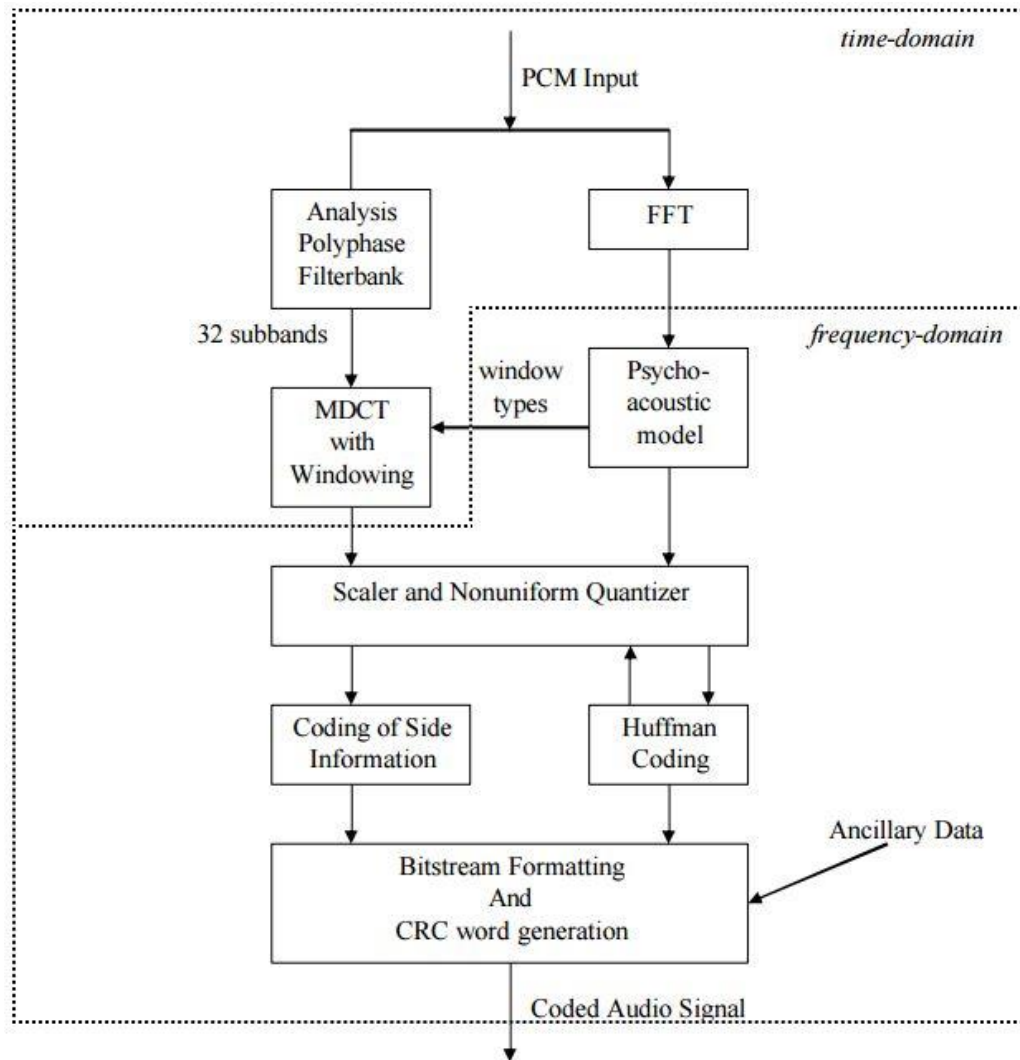 time-domain
PCM Input
Analysis
Polyphase
Filterbank
FFT
32 subbands
frequency-domain
window
types
Psycho-
acoustic
model
MDCT
with
Windowing
Scaler and Nonuniform Quantizer
Coding of Side
Information
Huffman
Coding
Ancillary Data
Bitstream Formatting
And
CRC word generation
Coded Audio Signal